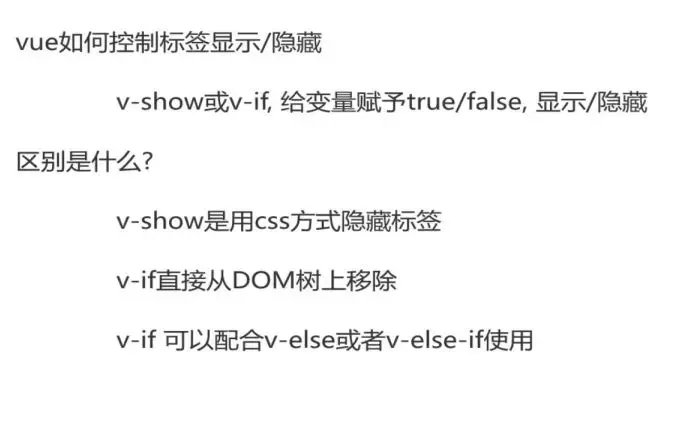 vue如何控制标签显示/隐藏
v-show或v-if, 给变量赋予true/false, 显示/隐藏
区别是什么?
v-show是用css方式隐藏标签
v-if直接从DOM树上移除
v-if 可以配合v-else或者v-else-if使用